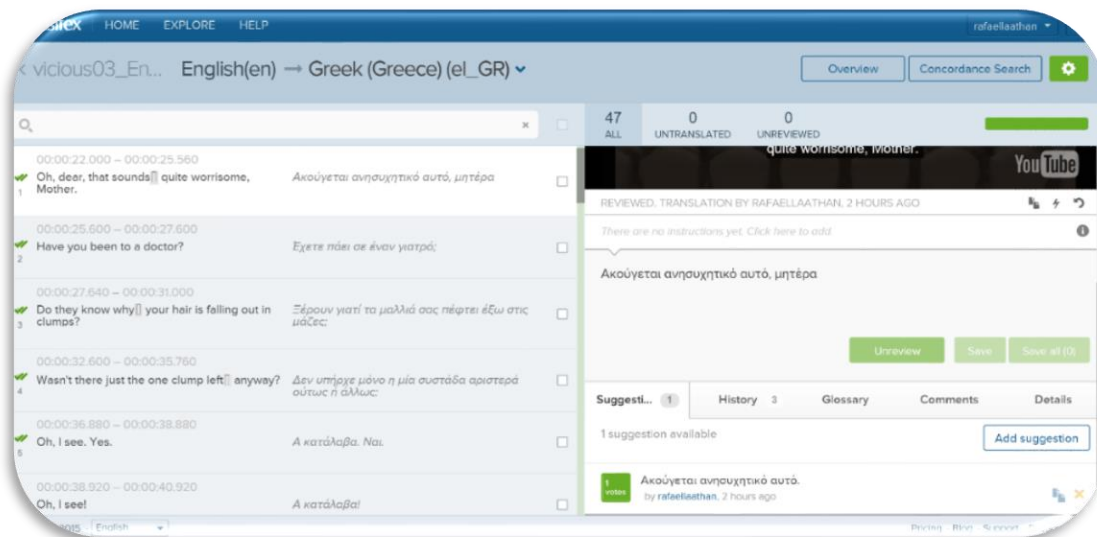 HOME EXPLORE HELP rafaellaathan
vicious03_En... English(en) → Greek (Greece) (el_GR)
Overview Concordance Search
47 0 0
ALL UNTRANSLATED UNREVIEWED
quite worrisome, Mother.
YouTube
00:00:22.000 – 00:00:25.560
Oh, dear, that sounds quite worrisome,
Mother.
1
Ακούγεται ανησυχητικό αυτό, μητέρα
00:00:25.600 – 00:00:27.600
Have you been to a doctor?
2
Έχετε πάει σε έναν γιατρό;
00:00:27.640 – 00:00:31.000
Do they know why your hair is falling out in
clumps?
3
Ξέρουν γιατί τα μαλλιά σας πέφτει έξω στις
μάζες;
00:00:32.600 – 00:00:35.760
Wasn't there just the one clump left anyway?
4
Δεν υπήρχε μόνο η μία συστάδα αριστερά
ούτως ή άλλως;
00:00:36.880 – 00:00:38.880
Oh, I see. Yes.
5
Α κατάλαβα. Ναι.
00:00:38.920 – 00:00:40.920
Oh, I see!
Α κατάλαβα!
REVIEWED. TRANSLATION BY RAFAELLAATHAN, 2 HOURS AGO
There are no instructions yet. Click here to add
Ακούγεται ανησυχητικό αυτό, μητέρα
Unreview Save Save all (0)
Suggesti... 1 History 3 Glossary Comments Details
1 suggestion available
Add suggestion
1
votes
Ακούγεται ανησυχητικό αυτό.
by rafaellaathan, 2 hours ago
2015 English
Pricing - Blog - Support